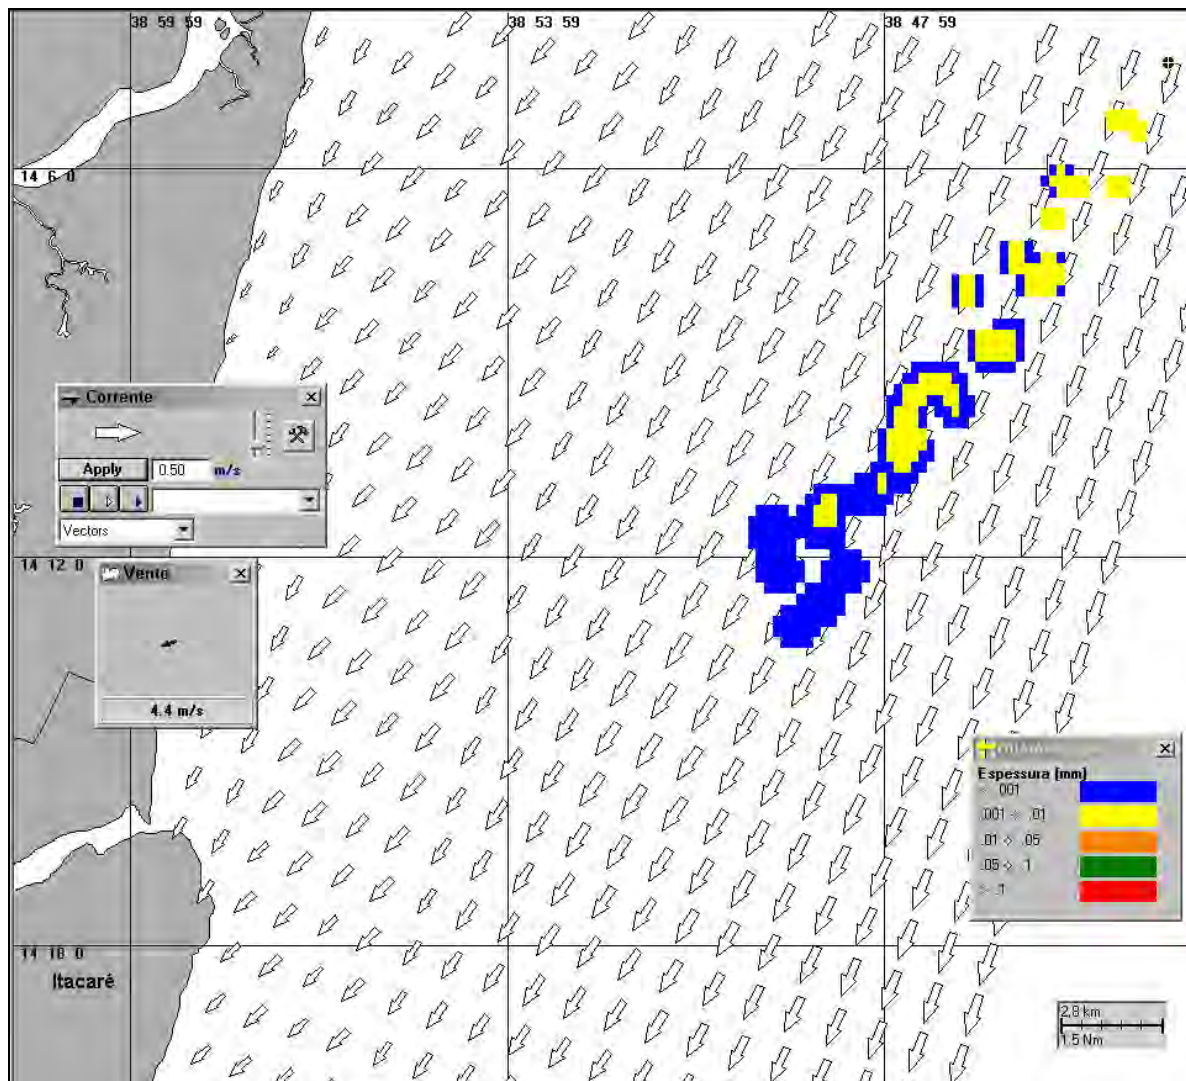 38 59 59
38 53 59
38 47 59
14 6 0
Corrente
Apply
0.50
m/s
Vectors
14 12 0
Vento
4.4 m/s
Espessura (mm)
.001
.001 .01
.01 .05
.05 .1
> .1
14 18 0
Itacaré
2,8 km
1.5 Nm